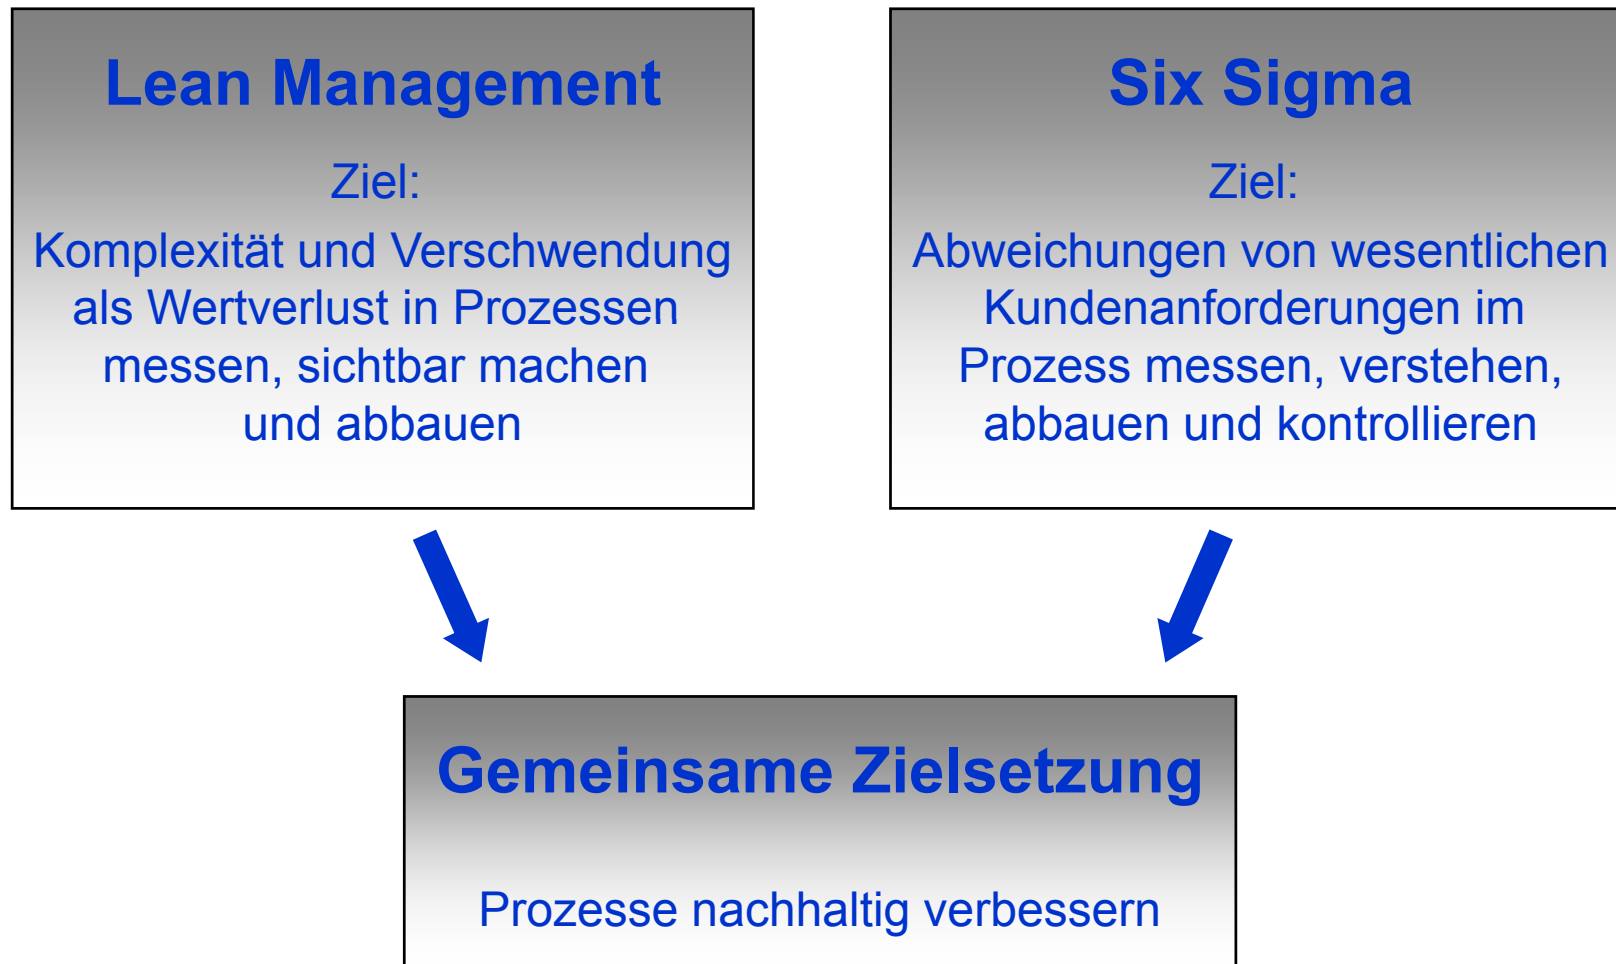 Lean Management
Ziel:
Komplexität und Verschwendung
als Wertverlust in Prozessen
messen, sichtbar machen
und abbauen
Six Sigma
Ziel:
Abweichungen von wesentlichen
Kundenanforderungen im
Prozess messen, verstehen,
abbauen und kontrollieren
Gemeinsame Zielsetzung
Prozesse nachhaltig verbessern